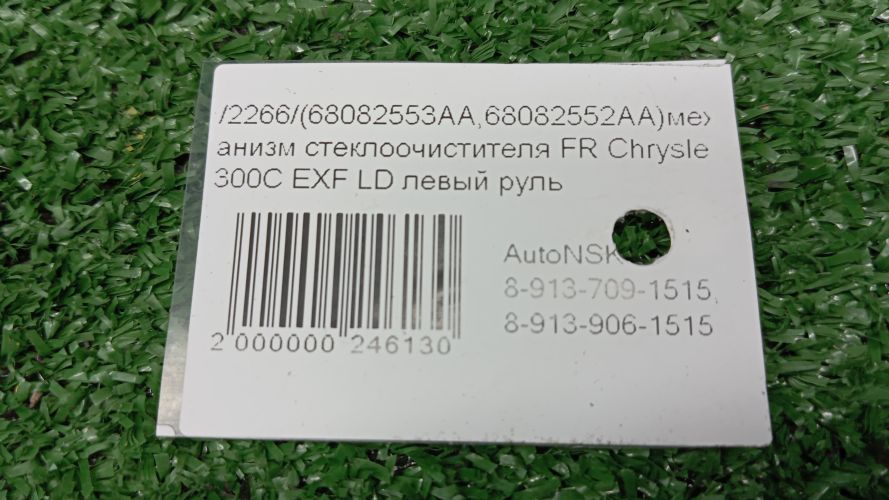 /2266/(68082553AA,68082552AA)мех
анизм стеклоочистителя FR Chrysle
300C EXF LD левый руль
AutoNSK
8-913-709-1515,
8-913-906-1515
2 000000 246130